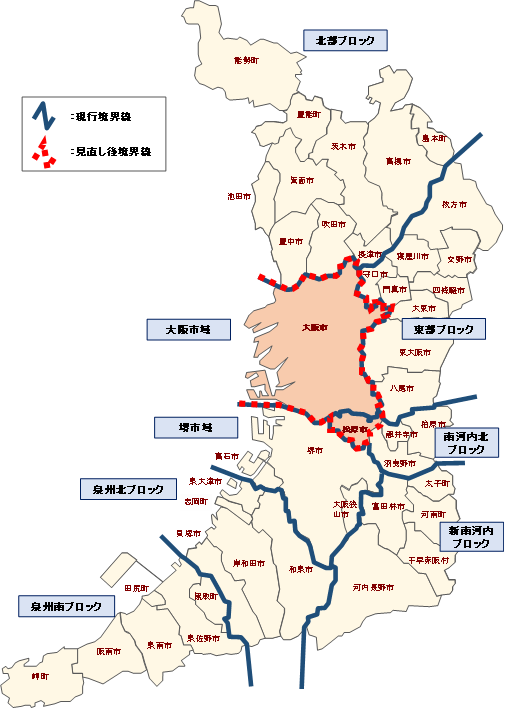 北部ブロック
能勢町
:現行境界線
:見直し後境界線
豊能町
茨木市
高槻市
島本町
箕面市
池田市
枚方市
吹田市
豊中市
摂津市
寝屋川市
交野市
守口市
門真市
四條畷市
大東市
大阪市域
大阪市
東部ブロック
東大阪市
八尾市
堺市域
松原市
藤井寺市
柏原市
南河内北
ブロック
堺市
高石市
羽曳野市
泉州北ブロック
泉大津市
太子町
忠岡町
大阪狭
山市
富田林市
河南町
貝塚市
新南河内
ブロック
岸和田市
和泉市
千早赤阪村
田尻町
河内長野市
熊取町
泉州南ブロック
泉佐野市
泉南市
阪南市
岬町